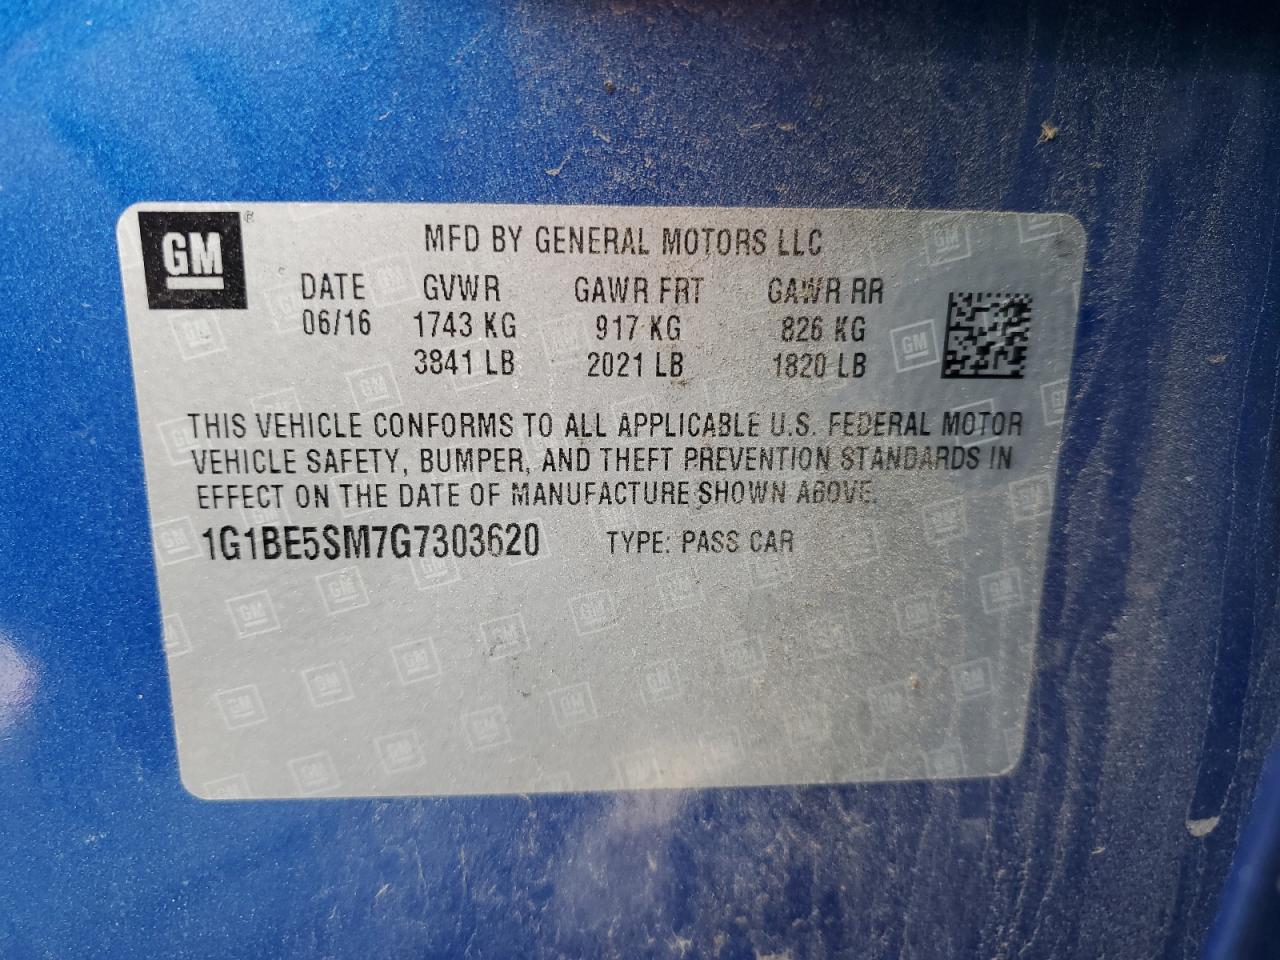 GM ®
MFD BY GENERAL MOTORS LLC
DATE GVWR GAWR FRT GAWR RR
06/16 1743 KG 917 KG 826 KG
3841 LB 2021 LB 1820 LB
THIS VEHICLE CONFORMS TO ALL APPLICABLE U.S. FEDERAL MOTOR
VEHICLE SAFETY, BUMPER, AND THEFT PREVENTION STANDARDS IN
EFFECT ON THE DATE OF MANUFACTURE SHOWN ABOVE.
1G1BE5SM7G7303620 TYPE: PASS CAR